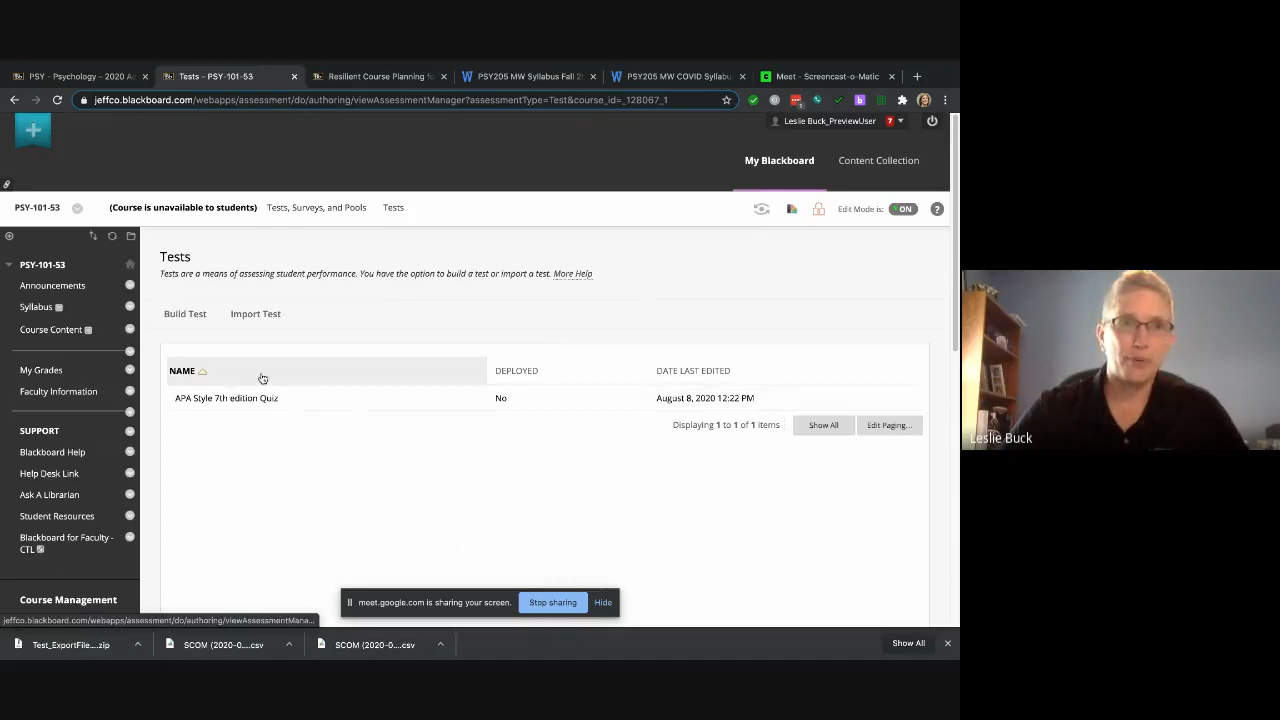 PSY - Psychology - 2020 Ac
Tests – PSY-101-53
Resilient Course Planning for
PSY205 MW Syllabus Fall 2
PSY205 MW COVID Syllabu
Meet - Screencast-o-Matic
jeffco.blackboard.com/webapps/assessment/do/authoring/viewAssessmentManager?assessmentType=Test&course_id=_128067_1
Leslie Buck_PreviewUser 7
My Blackboard
Content Collection
PSY-101-53
(Course is unavailable to students)
Tests, Surveys, and Pools
Tests
Edit Mode is: ON
PSY-101-53
Announcements
Syllabus
Course Content
My Grades
Faculty Information
SUPPORT
Blackboard Help
Help Desk Link
Ask A Librarian
Student Resources
Blackboard for Faculty -
CTL
Course Management
Tests
Tests are a means of assessing student performance. You have the option to build a test or import a test. More Help
Build Test
Import Test
NAME
DEPLOYED
DATE LAST EDITED
APA Style 7th edition Quiz
No
August 8, 2020 12:22 PM
Displaying 1 to 1 of 1 items
Show All
Edit Paging...
meet.google.com is sharing your screen.
Stop sharing
Hide
jeffco.blackboard.com/webapps/assessment/do/authoring/viewAssessmentMana...
Test_ExportFile....zip
SCOM (2020-0....csv
SCOM (2020-0....csv
Show All
Leslie Buck